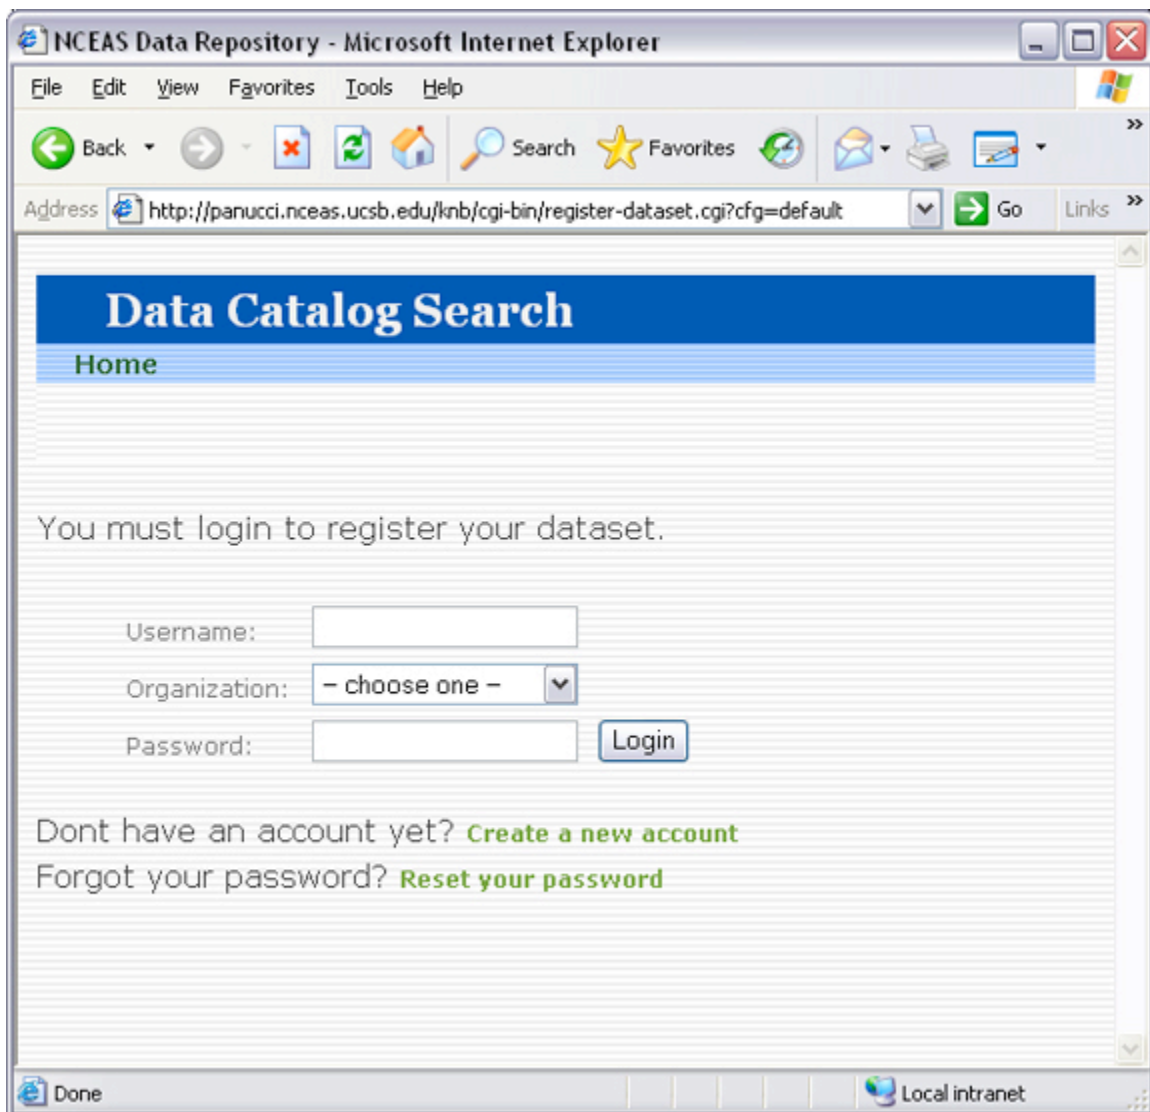 NCEAS Data Repository - Microsoft Internet Explorer
File Edit View Favorites Tools Help
Back Search Favorites
Address http://panucci.nceas.ucsb.edu/knb/cgi-bin/register-dataset.cgi?cfg=default Go Links »
Data Catalog Search
Home
You must login to register your dataset.
Username:
Organization: – choose one –
Password: Login
Dont have an account yet? Create a new account
Forgot your password? Reset your password
Done Local intranet